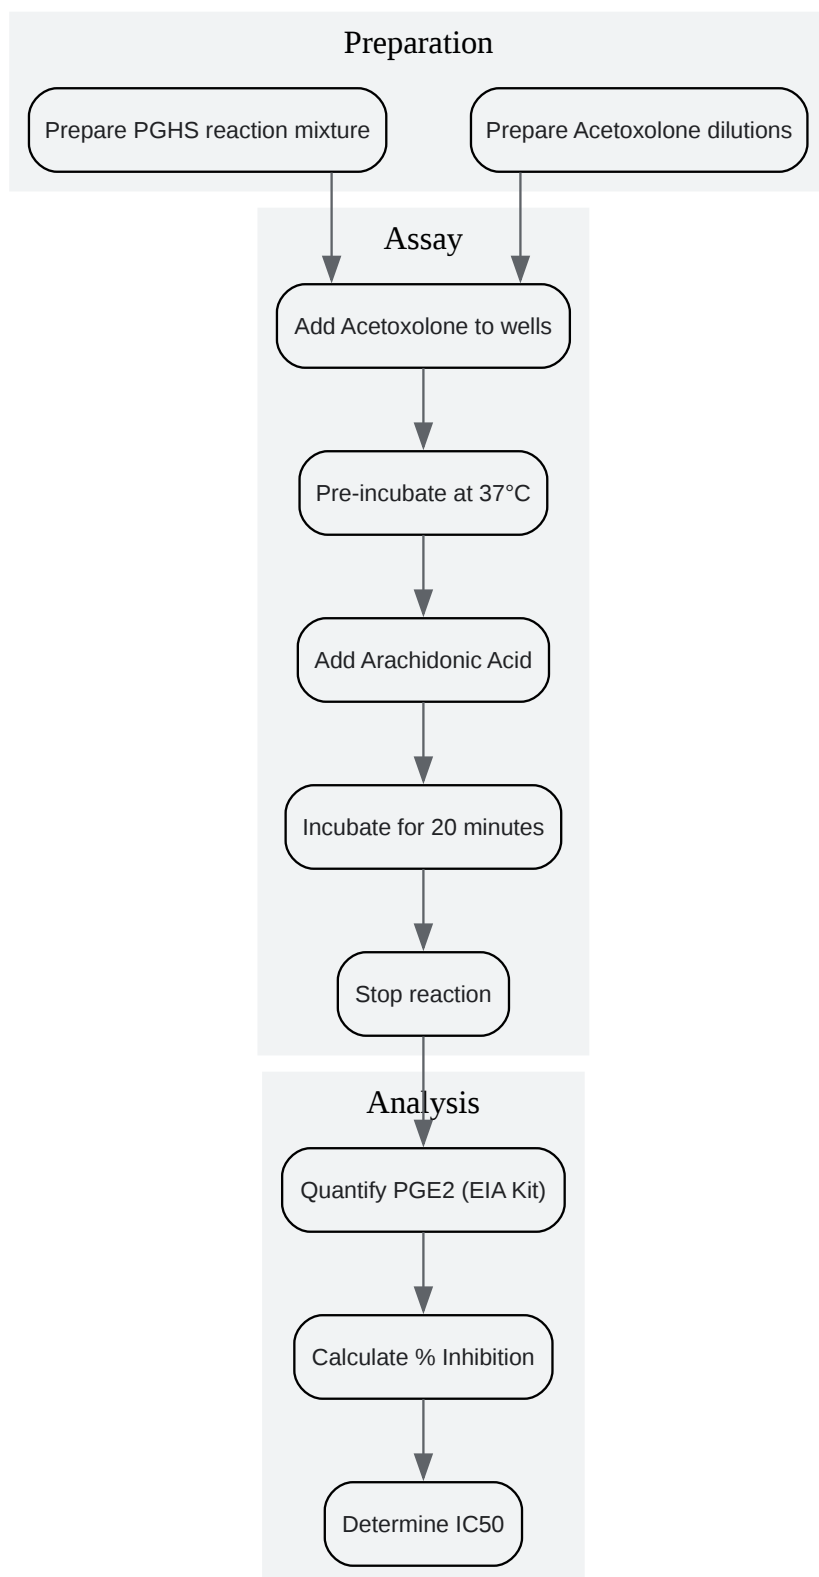 Preparation
Prepare PGHS reaction mixture
Prepare Acetoxolone dilutions
Assay
Add Acetoxolone to wells
Pre-incubate at 37°C
Add Arachidonic Acid
Incubate for 20 minutes
Stop reaction
Analysis
Quantify PGE2 (EIA Kit)
Calculate % Inhibition
Determine IC50